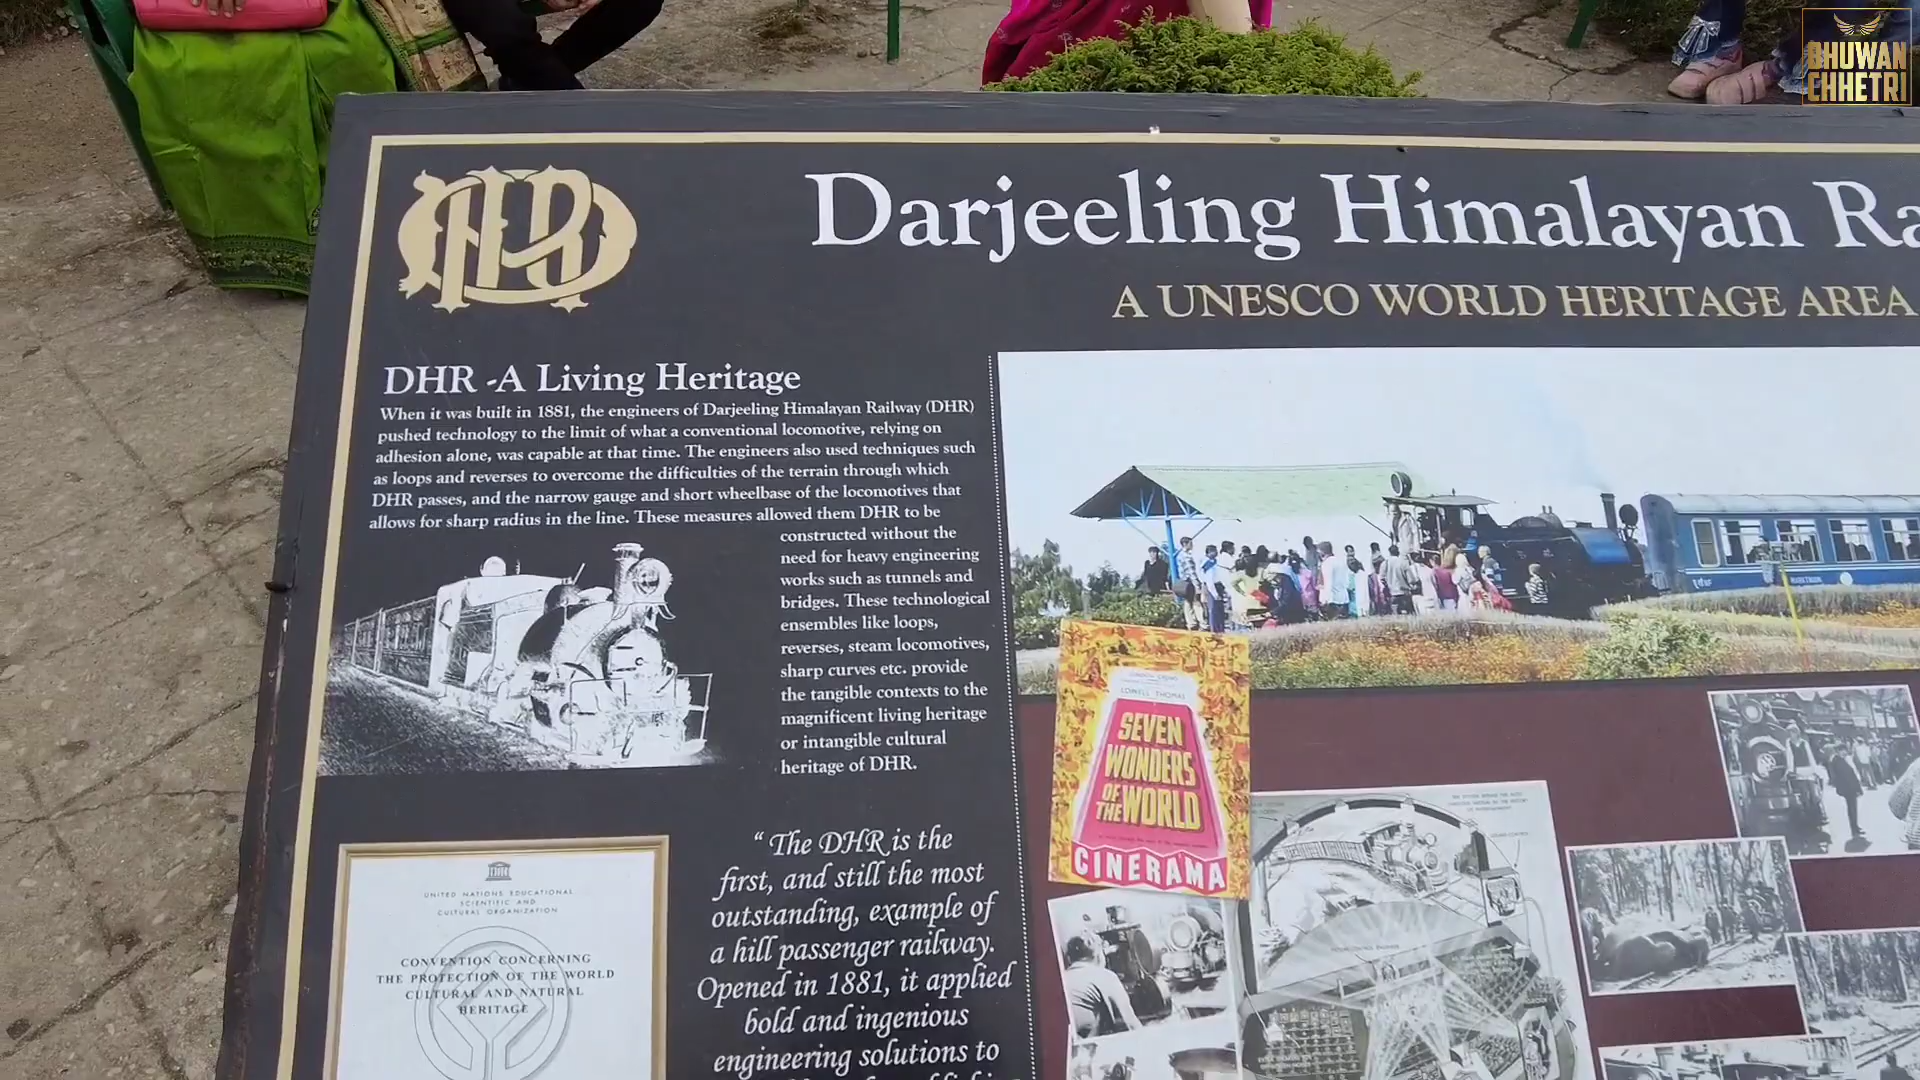 BHUWAN
CHHETRI
DHR
Darjeeling Himalayan Ra
A UNESCO WORLD HERITAGE AREA
DHR -A Living Heritage
When it was built in 1881, the engineers of Darjeeling Himalayan Railway (DHR)
pushed technology to the limit of what a conventional locomotive, relying on
adhesion alone, was capable at that time. The engineers also used techniques such
as loops and reverses to overcome the difficulties of the terrain through which
DHR passes, and the narrow gauge and short wheelbase of the locomotives that
allows for sharp radius in the line. These measures allowed them DHR to be
constructed without the
need for heavy engineering
works such as tunnels and
bridges. These technological
ensembles like loops,
reverses, steam locomotives,
sharp curves etc. provide
the tangible contexts to the
magnificent living heritage
or intangible cultural
heritage of DHR.
UNITED NATIONS EDUCATIONAL
SCIENTIFIC AND
CULTURAL ORGANIZATION
CONVENTION CONCERNING
THE PROTECTION OF THE WORLD
CULTURAL AND NATURAL
HERITAGE
“ The DHR is the
first, and still the most
outstanding, example of
a hill passenger railway.
Opened in 1881, it applied
bold and ingenious
engineering solutions to
LOWELL THOMAS
SEVEN
WONDERS
OF THE WORLD
CINERAMA